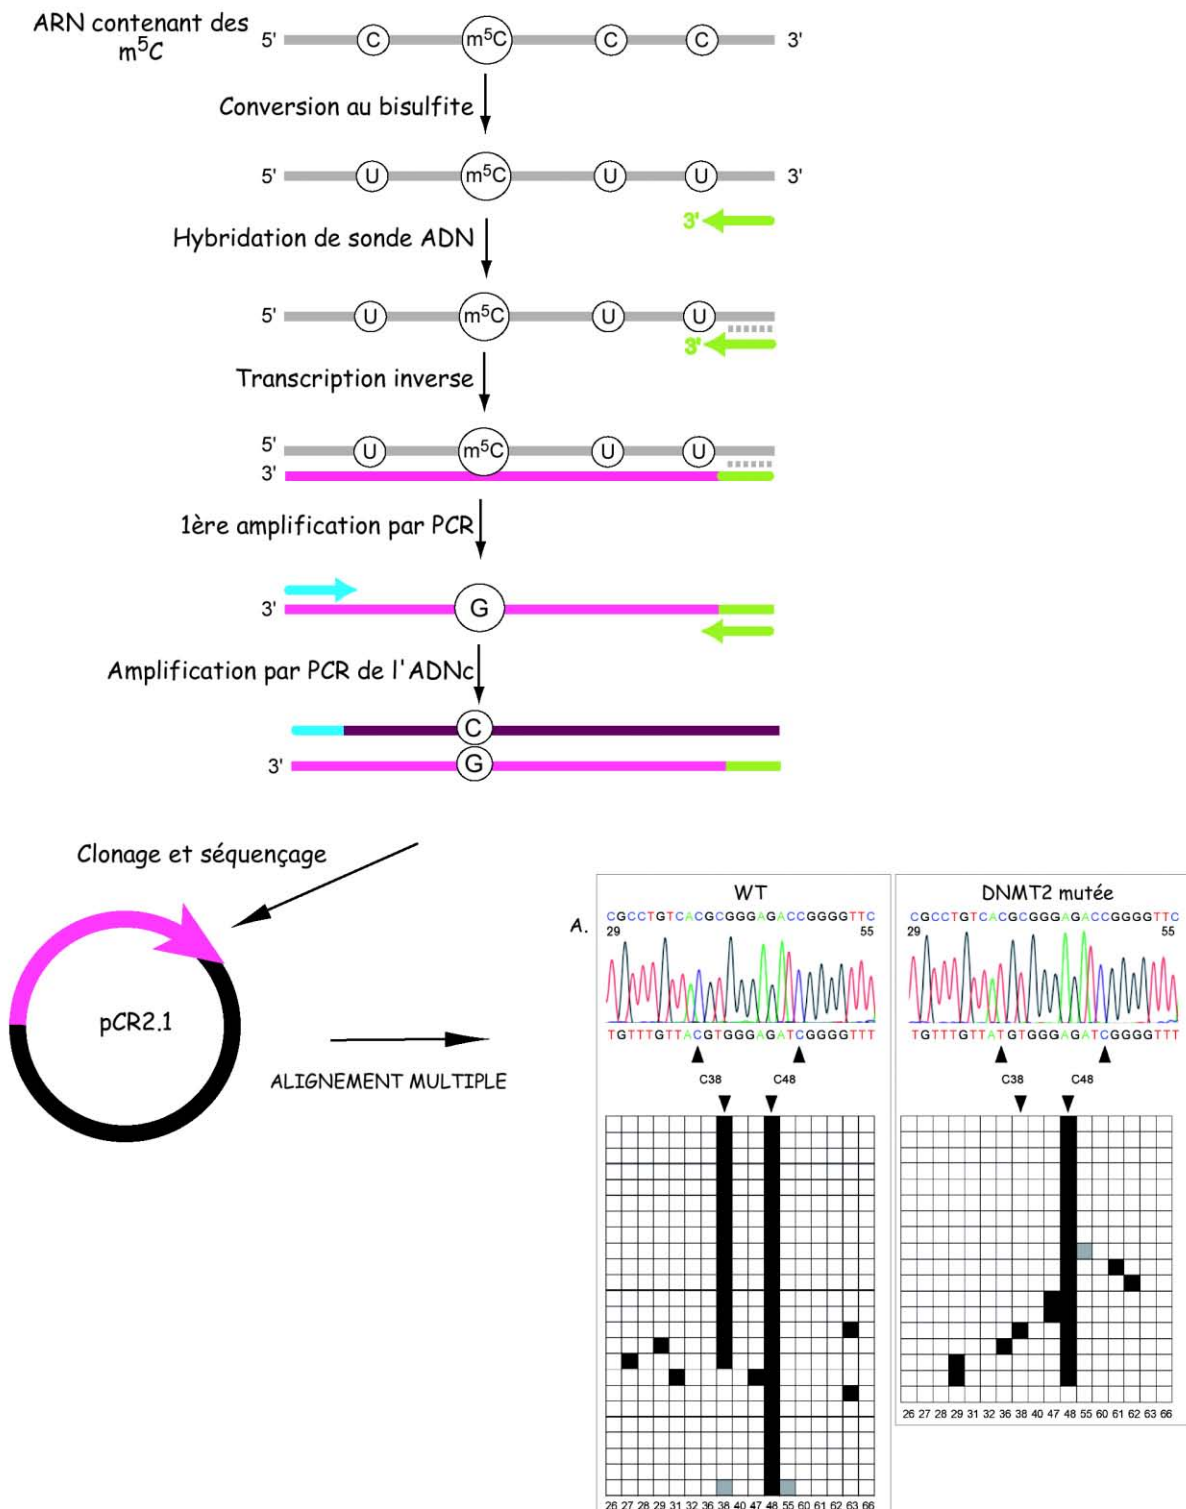 ARN contenant des
m⁵C
5' C m⁵C C C 3'
Conversion au bisulfite
5' U m⁵C U U 3'
3'
Hybridation de sonde ADN
5' U m⁵C U U
3'
Transcription inverse
5' U m⁵C U U
3'
1ère amplification par PCR
3' G
Amplification par PCR de l'ADNc
C
3' G
Clonage et séquençage
pCR2.1
ALIGNEMENT MULTIPLE
A.
WT
CGCCTGTCACGCGGGAGACCGGGGTTC
29 55
TGTTTGTTACGTGGGAGATCGGGGTTT
C38 C48
26 27 28 29 31 32 36 38 40 47 48 55 60 61 62 63 66
DNMT2 mutée
CGCCTGTCACGCGGGAGACCGGGGTTC
29 55
TGTTTGTTATGTGGGAGATCGGGGTTT
C38 C48
26 27 28 29 31 32 36 38 40 47 48 55 60 61 62 63 66